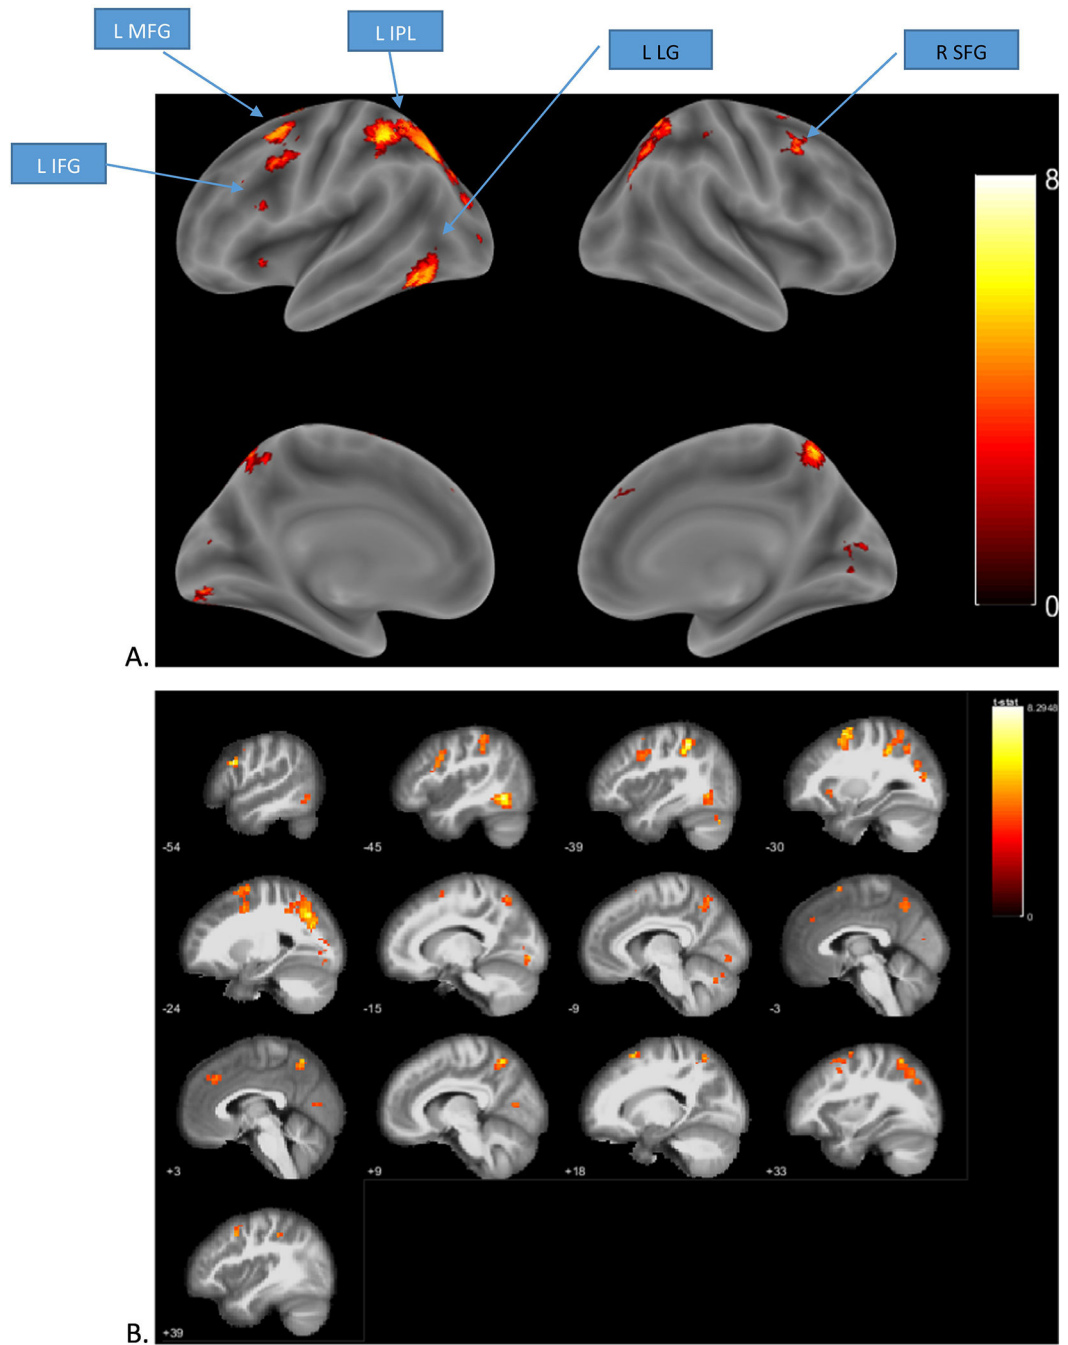 L MFG
L IPL
L LG
R SFG
L IFG
8
0
A.
t-stat
8.2948
0
-54
-45
-39
-30
-24
-15
-9
-3
+3
+9
+18
+33
+39
B.